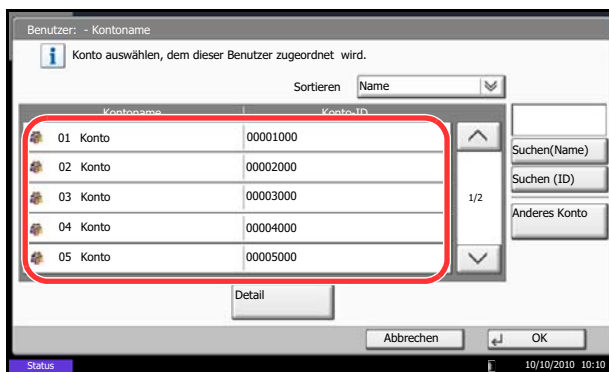 Benutzer: - Kontoname
i Konto auswählen, dem dieser Benutzer zugeordnet wird.
Sortieren Name
Kontoname Konto-ID
01 Konto 00001000
02 Konto 00002000
03 Konto 00003000
04 Konto 00004000
05 Konto 00005000
1/2
Suchen(Name)
Suchen (ID)
Anderes Konto
Detail
Abbrechen OK
Status 10/10/2010 10:10